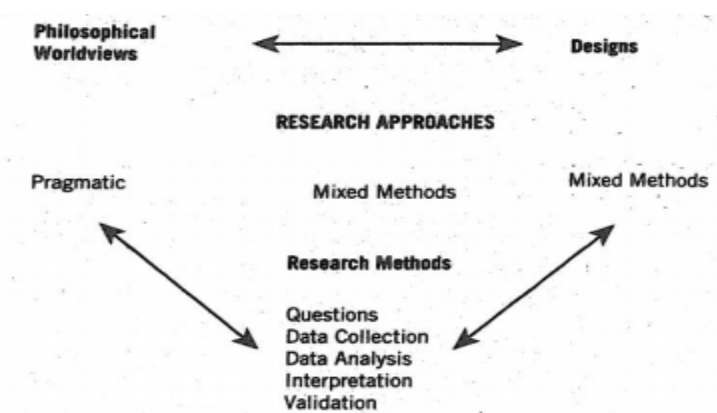 Philosophical
Worldviews
Designs
RESEARCH APPROACHES
Pragmatic
Mixed Methods
Mixed Methods
Research Methods
Questions
Data Collection
Data Analysis
Interpretation
Validation